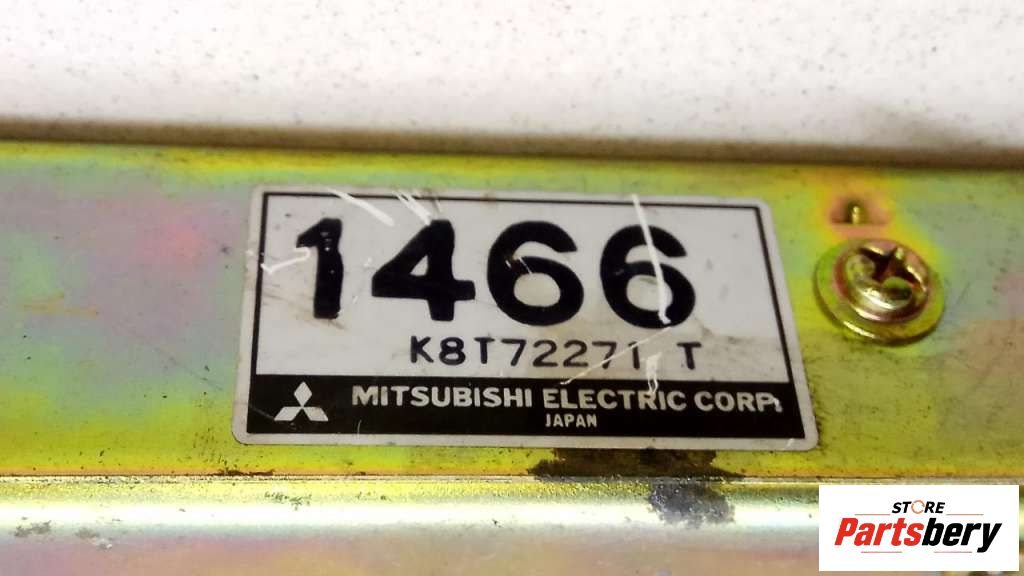 1466
K8T72271 T
MITSUBISHI ELECTRIC CORP.
JAPAN
STORE
Partsbery